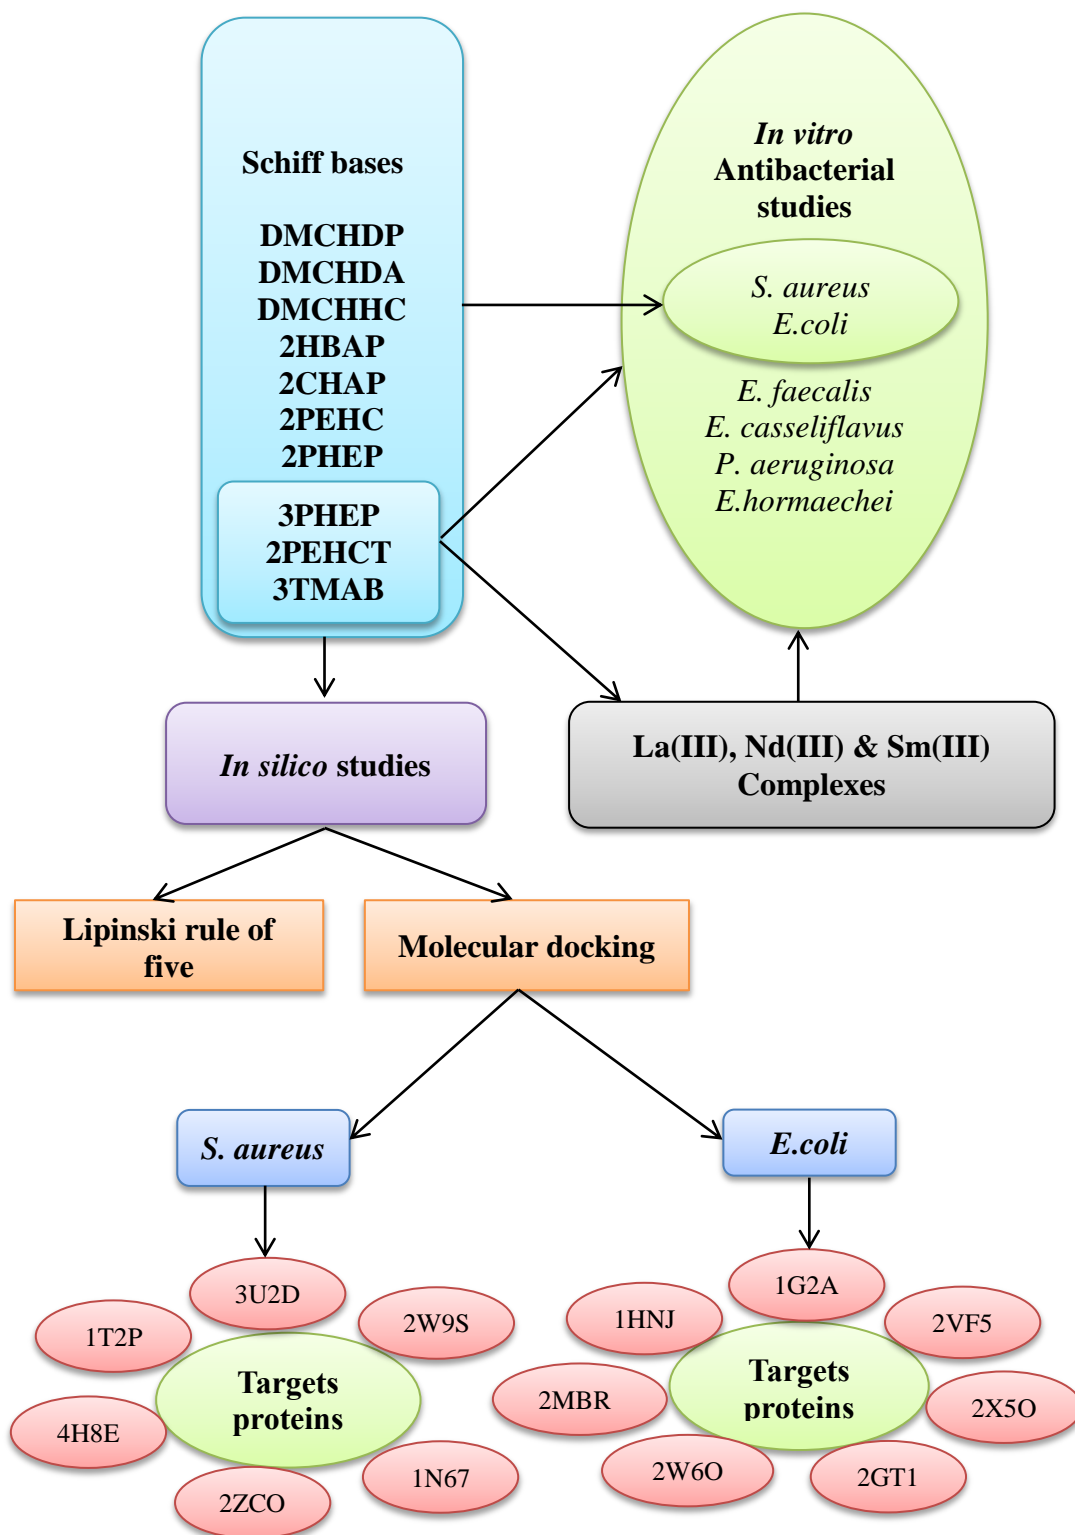 Schiff bases
DMCHDP
DMCHDA
DMCHHC
2HBAP
2CHAP
2PEHC
2PHEP
3PHEP
2PEHCT
3TMAB
In vitro
Antibacterial
studies
S. aureus
E.coli
E. faecalis
E. casseliflavus
P. aeruginosa
E.hormaechei
In silico studies
La(III), Nd(III) & Sm(III)
Complexes
Lipinski rule of
five
Molecular docking
S. aureus
E.coli
3U2D
1T2P
2W9S
Targets
proteins
4H8E
1N67
2ZCO
1G2A
1HNJ
2VF5
Targets
proteins
2MBR
2X5O
2W6O
2GT1